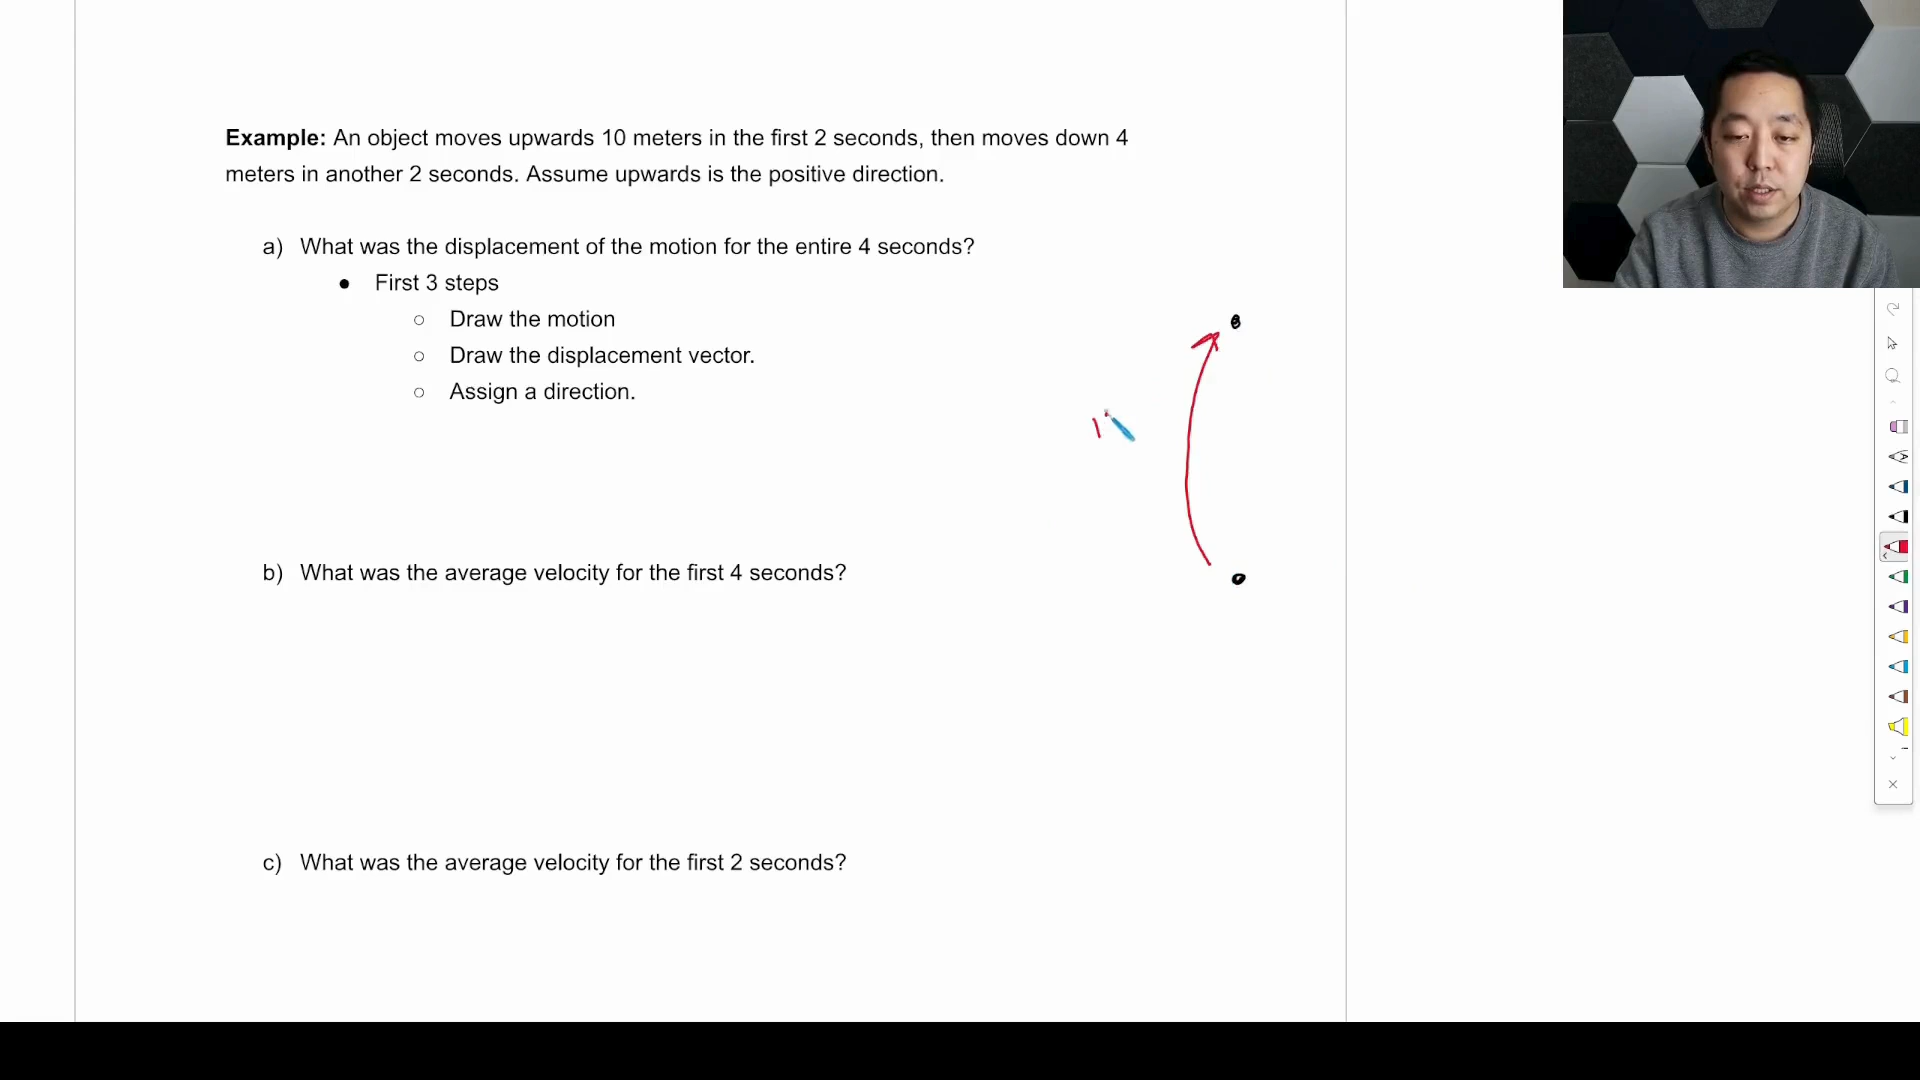 Example: An object moves upwards 10 meters in the first 2 seconds, then moves down 4
meters in another 2 seconds. Assume upwards is the positive direction.
a) What was the displacement of the motion for the entire 4 seconds?
● First 3 steps
○ Draw the motion
○ Draw the displacement vector.
○ Assign a direction.
b) What was the average velocity for the first 4 seconds?
c) What was the average velocity for the first 2 seconds?